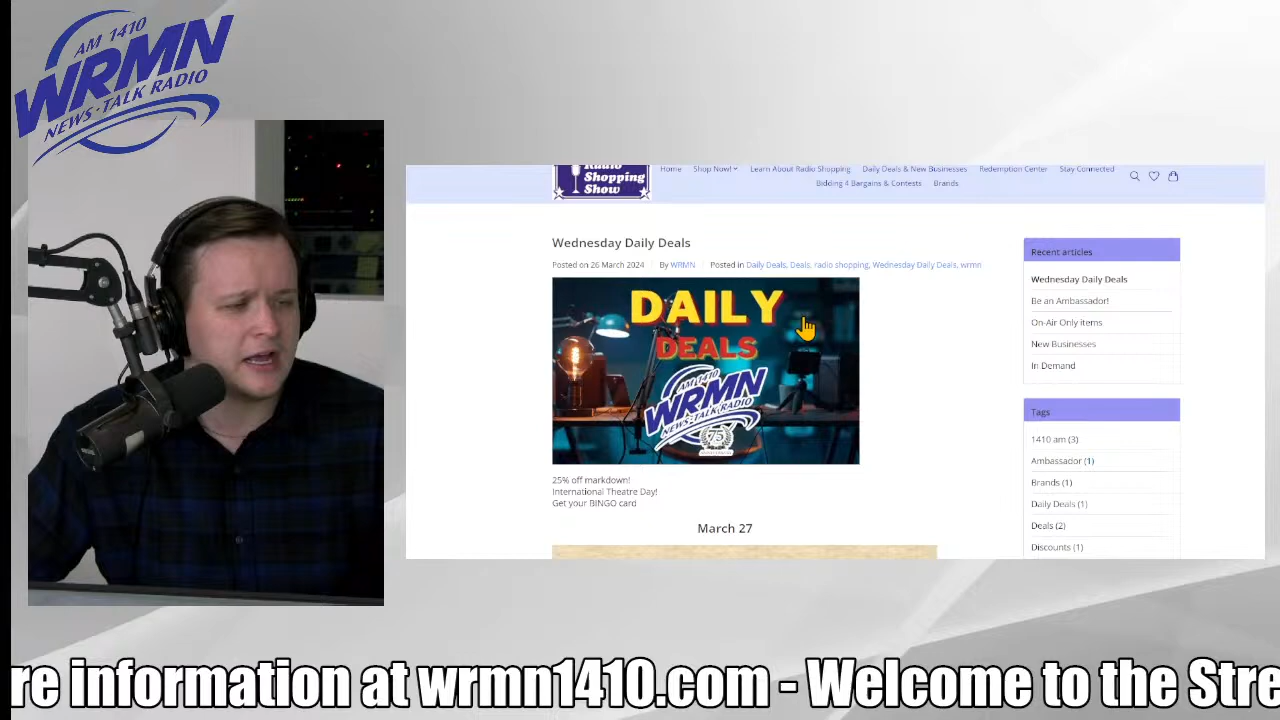 AM 1410
WRMN
NEWS·TALK RADIO
Radio
Shopping
Show
Home Shop Now! Learn About Radio Shopping Daily Deals & New Businesses Redemption Center Stay Connected
Bidding 4 Bargains & Contests Brands
Wednesday Daily Deals
Posted on 26 March 2024 By WRMN Posted in Daily Deals, Deals, radio shopping, Wednesday Daily Deals, wrmn
DAILY
DEALS
AM 1410
WRMN
NEWS·TALK RADIO
75
25% off markdown!
International Theatre Day!
Get your BINGO card
March 27
Recent articles
Wednesday Daily Deals
Be an Ambassador!
On-Air Only items
New Businesses
In Demand
Tags
1410 am (3)
Ambassador (1)
Brands (1)
Daily Deals (1)
Deals (2)
Discounts (1)
re information at wrmn1410.com - Welcome to the Stre